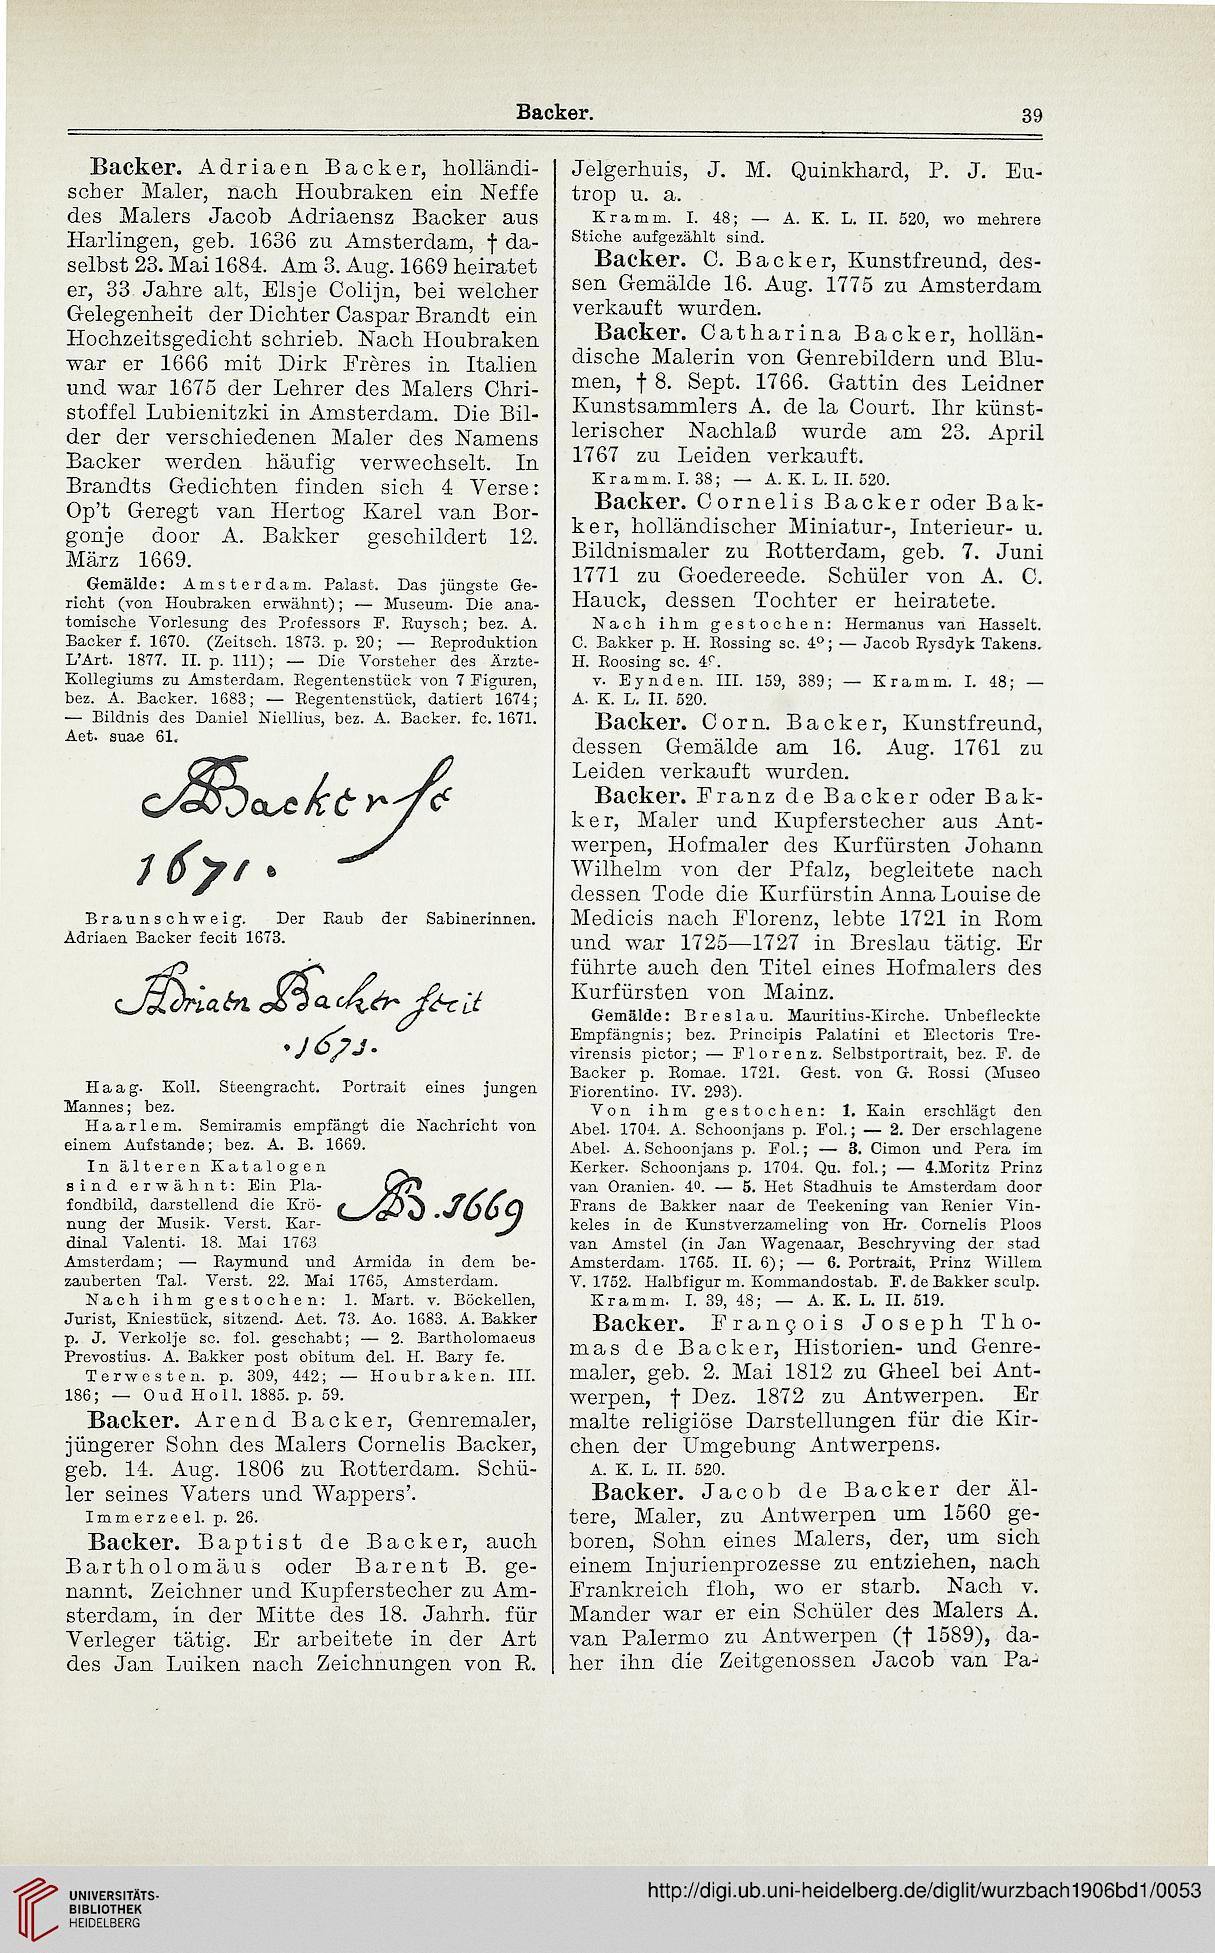 Backer.
39
Backer. Adriaen Backer, holländi-
scher Maler, nach Houbraken ein Neffe
des Malers Jacob Adriaensz Backer aus
Harlingen, geb. 1636 zu Amsterdam, † da-
selbst 23. Mai 1684. Am 3. Aug. 1669 heiratet
er, 33 Jahre alt, Elsje Colijn, bei welcher
Gelegenheit der Dichter Caspar Brandt ein
Hochzeitsgedicht schrieb. Nach Houbraken
war er 1666 mit Dirk Frères in Italien
und war 1675 der Lehrer des Malers Chri-
stoffel Lubienitzki in Amsterdam. Die Bil-
der der verschiedenen Maler des Namens
Backer werden häufig verwechselt. In
Brandts Gedichten finden sich 4 Verse:
Op't Geregt van Hertog Karel van Bor-
gonje door A. Bakker geschildert 12.
März 1669.
Gemälde: Amsterdam. Palast. Das jüngste Ge-
richt (von Houbraken erwähnt); — Museum. Die ana-
tomische Vorlesung des Professors F. Ruysch; bez. A.
Backer f. 1670. (Zeitsch. 1873. p. 20; — Reproduktion
L'Art. 1877. II. p. 111); — Die Vorsteher des Ärzte-
Kollegiums zu Amsterdam. Regentenstück von 7 Figuren,
bez. A. Backer. 1683; — Regentenstück, datiert 1674;
— Bildnis des Daniel Niellius, bez. A. Backer. fc. 1671.
Aet. suae 61.
ABacker fc
1671.
Braunschweig. Der Raub der Sabinerinnen.
Adriaen Backer fecit 1673.
Adriaen Backer fecit
·1673.
Haag. Koll. Steengracht. Portrait eines jungen
Mannes; bez.
Haarlem. Semiramis empfängt die Nachricht von
einem Aufstande; bez. A. B. 1669.
In älteren Katalogen
sind erwähnt: Ein Pla-
fondbild, darstellend die Krö-
nung der Musik. Verst. Kar-
dinal Valenti. 18. Mai 1763
AB.1669
Amsterdam; — Raymund und Armida in dem be-
zauberten Tal. Verst. 22. Mai 1765, Amsterdam.
Nach ihm gestochen: 1. Mart. v. Böckellen,
Jurist, Kniestück, sitzend. Aet. 73. Ao. 1683. A. Bakker
p. J. Verkolje sc. fol. geschabt; — 2. Bartholomaeus
Prevostius. A. Bakker post obitum del. H. Bary fe.
Terwesten. p. 309, 442; — Houbraken. III.
186; — Oud Holl. 1885. p. 59.
Backer. Arend Backer, Genremaler,
jüngerer Sohn des Malers Cornelis Backer,
geb. 14. Aug. 1806 zu Rotterdam. Schü-
ler seines Vaters und Wappers'.
Immerzeel. p. 26.
Backer. Baptist de Backer, auch
Bartholomäus oder Barent B. ge-
nannt. Zeichner und Kupferstecher zu Am-
sterdam, in der Mitte des 18. Jahrh. für
Verleger tätig. Er arbeitete in der Art
des Jan Luiken nach Zeichnungen von R.
Jelgerhuis, J. M. Quinkhard, P. J. Eu-
trop u. a.
Kramm. I. 48; — A. K. L. II. 520, wo mehrere
Stiche aufgezählt sind.
Backer. C. Backer, Kunstfreund, des-
sen Gemälde 16. Aug. 1775 zu Amsterdam
verkauft wurden.
Backer. Catharina Backer, hollän-
dische Malerin von Genrebildern und Blu-
men, † 8. Sept. 1766. Gattin des Leidner
Kunstsammlers A. de la Court. Ihr künst-
lerischer Nachlaß wurde am 23. April
1767 zu Leiden verkauft.
Kramm. I. 38; — A. K. L. II. 520.
Backer. Cornelis Backer oder Bak-
ker, holländischer Miniatur-, Interieur- u.
Bildnismaler zu Rotterdam, geb. 7. Juni
1771 zu Goedereede. Schüler von A. C.
Hauck, dessen Tochter er heiratete.
Nach ihm gestochen: Hermanus van Hasselt.
C. Bakker p. H. Rossing sc. 4º; — Jacob Rysdyk Takens.
H. Roosing sc. 4º.
v. Eynden. III. 159, 389; — Kramm. I. 48; —
A. K. L. II. 520.
Backer. Corn. Backer, Kunstfreund,
dessen Gemälde am 16. Aug. 1761 zu
Leiden verkauft wurden.
Backer. Franz de Backer oder Bak-
ker, Maler und Kupferstecher aus Ant-
werpen, Hofmaler des Kurfürsten Johann
Wilhelm von der Pfalz, begleitete nach
dessen Tode die Kurfürstin Anna Louise de
Medicis nach Florenz, lebte 1721 in Rom
und war 1725—1727 in Breslau tätig. Er
führte auch den Titel eines Hofmalers des
Kurfürsten von Mainz.
Gemälde: Breslau. Mauritius-Kirche. Unbefleckte
Empfängnis; bez. Principis Palatini et Electoris Tre-
virensis pictor; — Florenz. Selbstportrait, bez. F. de
Backer p. Romae. 1721. Gest. von G. Rossi (Museo
Fiorentino. IV. 293).
Von ihm gestochen: 1. Kain erschlägt den
Abel. 1704. A. Schoonjans p. Fol.; — 2. Der erschlagene
Abel. A. Schoonjans p. Fol.; — 3. Cimon und Pera im
Kerker. Schoonjans p. 1704. Qu. fol.; — 4. Moritz Prinz
van Oranien. 4º. — 5. Het Stadhuis te Amsterdam door
Frans de Bakker naar de Teekening van Renier Vin-
keles in de Kunstverzameling von Hr. Cornelis Ploos
van Amstel (in Jan Wagenaar, Beschryving der stad
Amsterdam. 1765. II. 6); — 6. Portrait, Prinz Willem
V. 1752. Halbfigur m. Kommandostab. F. de Bakker sculp.
Kramm. I. 39, 48; — A. K. L. II. 519.
Backer. François Joseph Tho-
mas de Backer, Historien- und Genre-
maler, geb. 2. Mai 1812 zu Gheel bei Ant-
werpen, † Dez. 1872 zu Antwerpen. Er
malte religiöse Darstellungen für die Kir-
chen der Umgebung Antwerpens.
A. K. L. II. 520.
Backer. Jacob de Backer der Äl-
tere, Maler, zu Antwerpen um 1560 ge-
boren, Sohn eines Malers, der, um sich
einem Injurienprozesse zu entziehen, nach
Frankreich floh, wo er starb. Nach v.
Mander war er ein Schüler des Malers A.
van Palermo zu Antwerpen († 1589), da-
her ihn die Zeitgenossen Jacob van Pa-
UNIVERSITÄTS-
BIBLIOTHEK
HEIDELBERG
http://digi.ub.uni-heidelberg.de/diglit/wurzbach1906bd1/0053